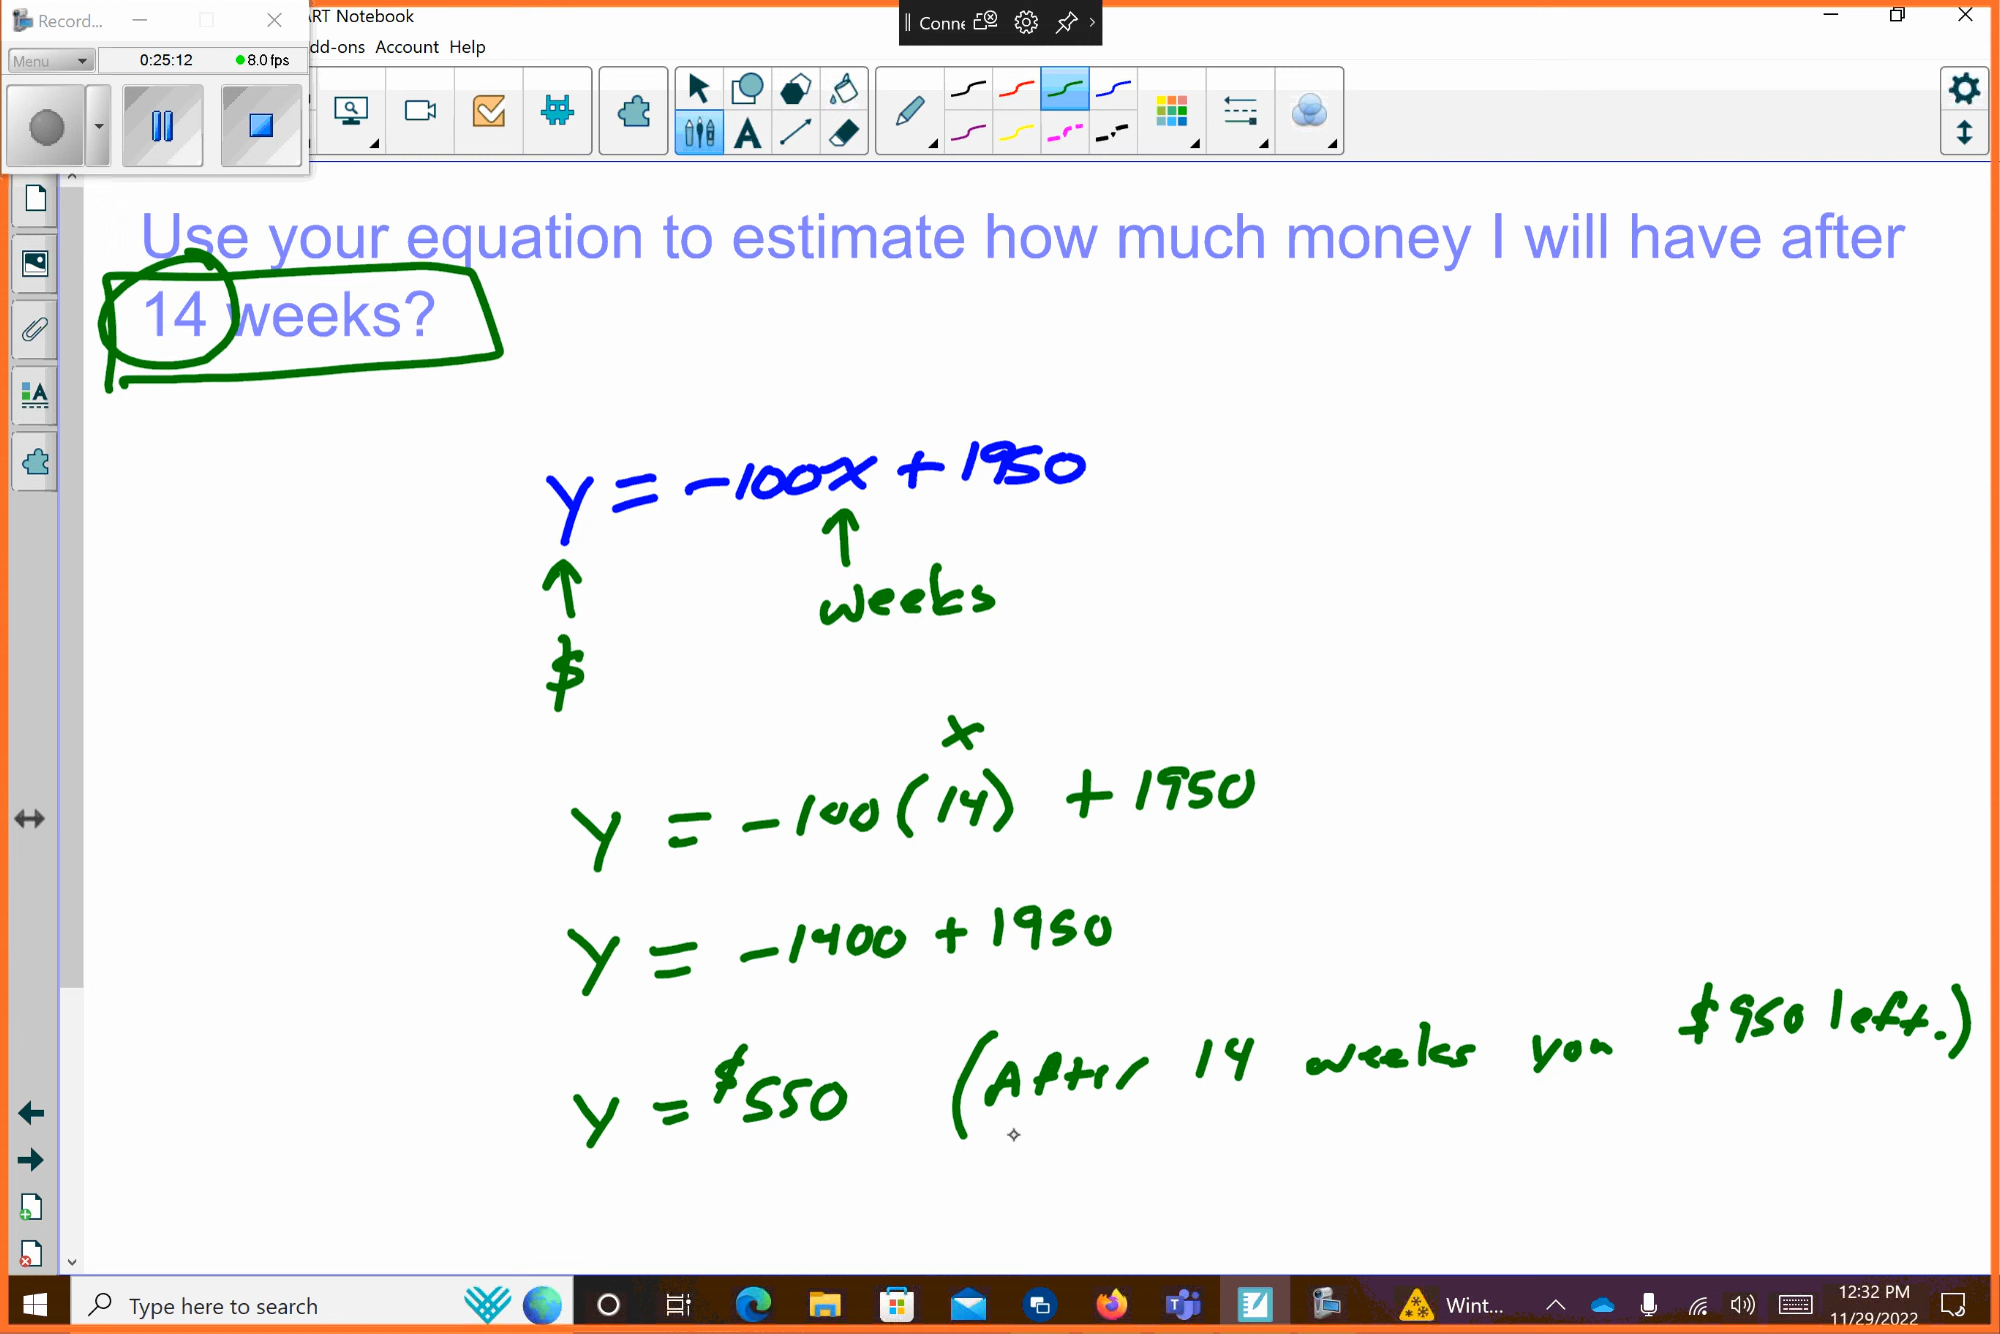 Record...
ART Notebook
Conne
Menu
0:25:12
8.0 fps
dd-ons Account Help
Use your equation to estimate how much money I will have after
14 weeks?
y = -100x + 1950
weeks
$
x
y = -100(14) + 1950
y = -1400 + 1950
y = $550 (After 14 weeks you $950 left.)
Type here to search
Wint...
12:32 PM
11/29/2022